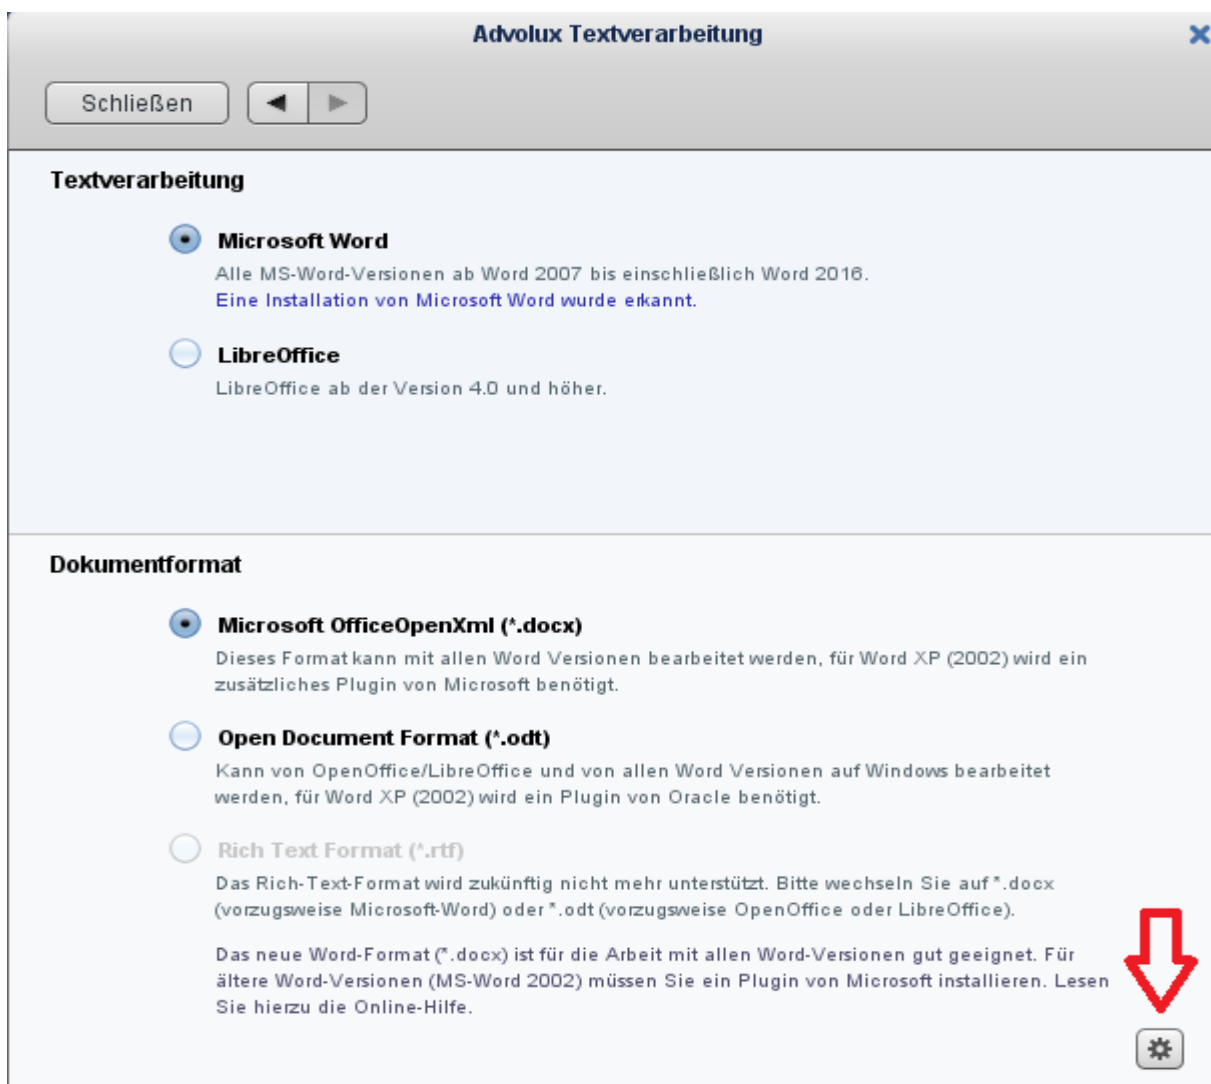 Advolux Textverarbeitung
Schließen
Textverarbeitung
Microsoft Word
Alle MS-Word-Versionen ab Word 2007 bis einschließlich Word 2016.
Eine Installation von Microsoft Word wurde erkannt.
LibreOffice
LibreOffice ab der Version 4.0 und höher.
Dokumentformat
Microsoft OfficeOpenXml (*.docx)
Dieses Format kann mit allen Word Versionen bearbeitet werden, für Word XP (2002) wird ein
zusätzliches Plugin von Microsoft benötigt.
Open Document Format (*.odt)
Kann von OpenOffice/LibreOffice und von allen Word Versionen auf Windows bearbeitet
werden, für Word XP (2002) wird ein Plugin von Oracle benötigt.
Rich Text Format (*.rtf)
Das Rich-Text-Format wird zukünftig nicht mehr unterstützt. Bitte wechseln Sie auf *.docx
(vorzugsweise Microsoft-Word) oder *.odt (vorzugsweise OpenOffice oder LibreOffice).
Das neue Word-Format (*.docx) ist für die Arbeit mit allen Word-Versionen gut geeignet. Für
ältere Word-Versionen (MS-Word 2002) müssen Sie ein Plugin von Microsoft installieren. Lesen
Sie hierzu die Online-Hilfe.